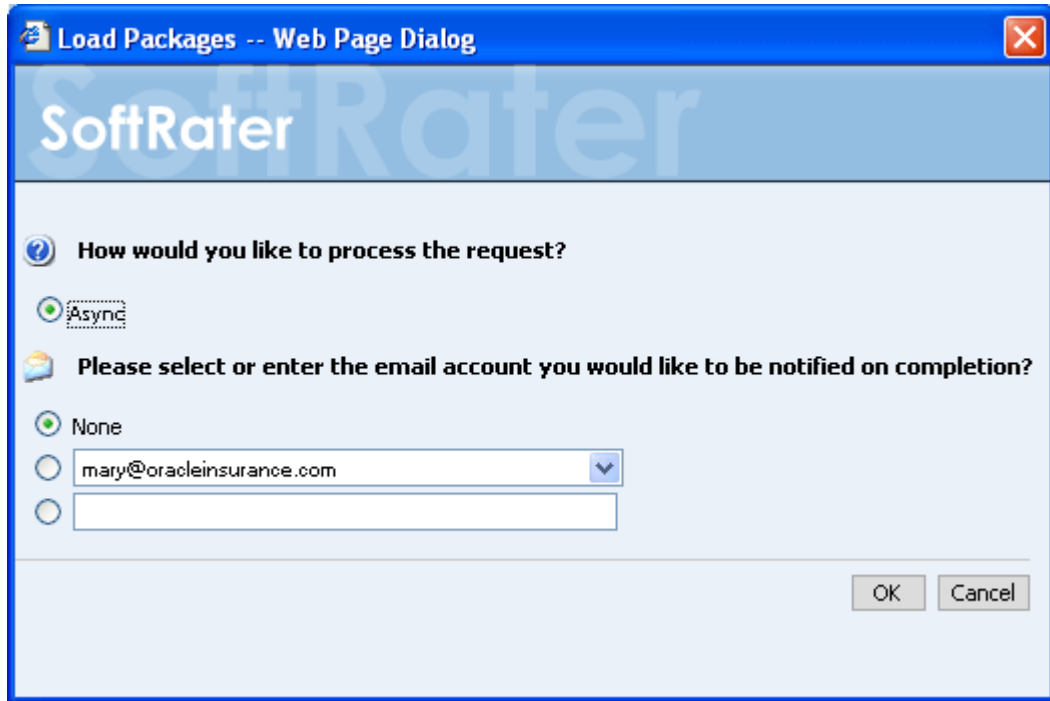 Load Packages -- Web Page Dialog
SoftRater
SoftRater
How would you like to process the request?
Async
Please select or enter the email account you would like to be notified on completion?
None
mary@oracleinsurance.com
OK Cancel